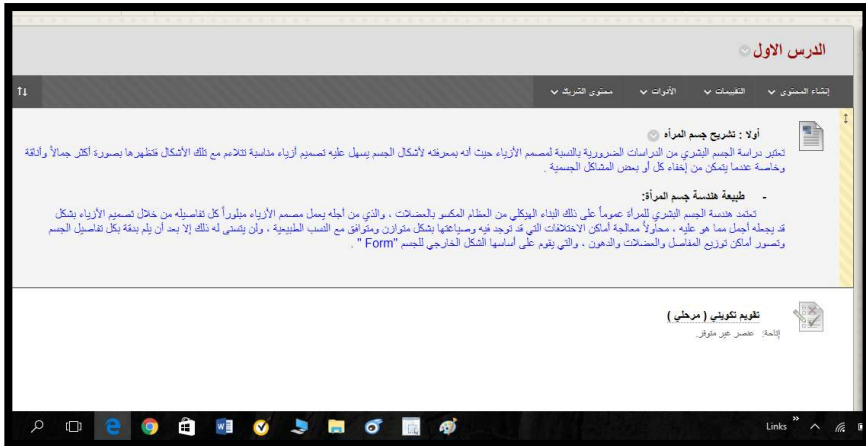 الدرس الاول
إنشاء المحتوى التقييمات الأدوات محتوى الشريك
أولا : تشريح جسم المرأه
تعتبر دراسة الجسم البشري من الدراسات الضرورية بالنسبة لمصمم الأزياء حيث أنه بمعرفته لأشكال الجسم يسهل عليه تصميم أزياء مناسبة تتلاءم مع تلك الأشكال فتظهرها بصورة أكثر جمالاً وأناقة
وخاصة عندما يتمكن من إخفاء كل أو بعض المشاكل الجسمية .
- طبيعة هندسة جسم المرأة:
تعتمد هندسة الجسم البشري للمرأة عموماً على ذلك البناء الهيكلي من العظام المكسو بالعضلات ، والذي من أجله يعمل مصمم الأزياء مبلوراً كل تفاصيله من خلال تصميم الأزياء بشكل
قد يجعله أجمل مما هو عليه ، محاولاً معالجة أماكن الاختلافات التي قد توجد فيه وصياغتها بشكل متوازن ومتوافق مع النسب الطبيعية ، ولن يتسنى له ذلك إلا بعد أن يلم بدقة بكل تفاصيل الجسم
وتصور أماكن توزيع المفاصل والعضلات والدهون ، والتي يقوم على أساسها الشكل الخارجي للجسم "Form" .
تقويم تكويني ( مرحلي )
إتاحة: عنصر غير متوفر.
Links